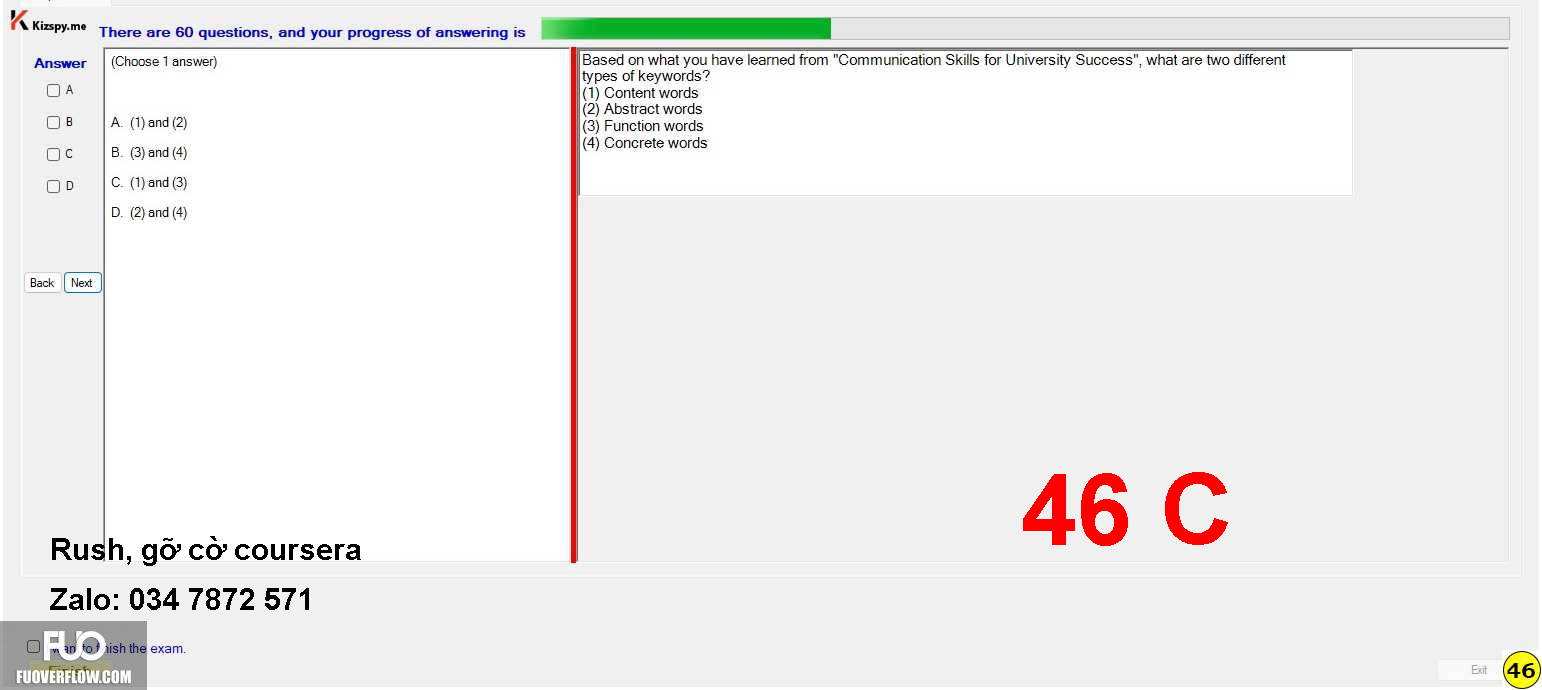 Kizspy.me
There are 60 questions, and your progress of answering is
Answer
A
B
C
D
Back
Next
(Choose 1 answer)
A. (1) and (2)
B. (3) and (4)
C. (1) and (3)
D. (2) and (4)
Based on what you have learned from "Communication Skills for University Success", what are two different
types of keywords?
(1) Content words
(2) Abstract words
(3) Function words
(4) Concrete words
46 C
Rush, gỡ cờ coursera
Zalo: 034 7872 571
FUO
finish the exam.
Finish
FUOVERFLOW.COM
Exit
46